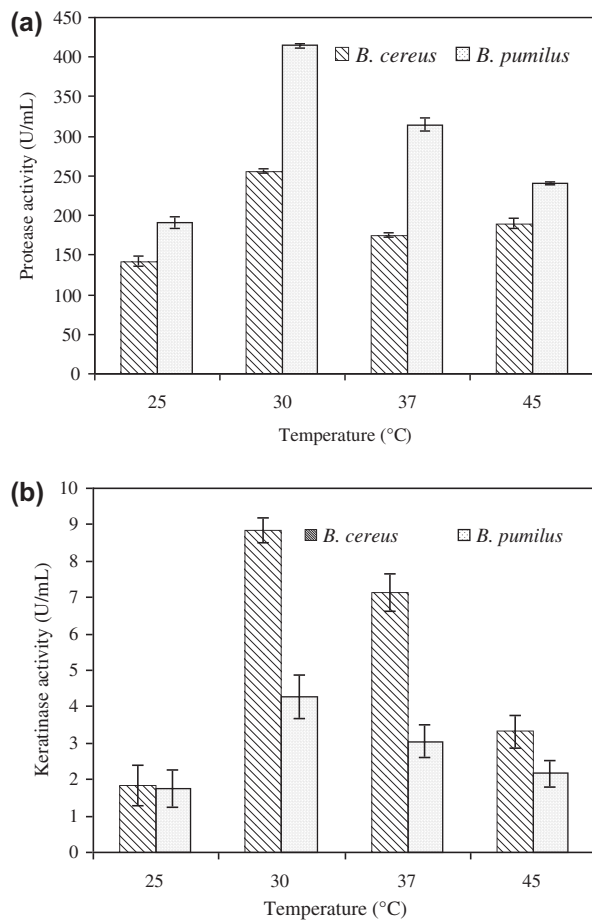 (a)
450
400
350
300
250
200
150
100
50
0
Protease activity (U/mL)
B. cereus B. pumilus
25 30 37 45
Temperature (°C)
(b)
10
9
8
7
6
5
4
3
2
1
0
Keratinase activity (U/mL)
B. cereus B. pumilus
25 30 37 45
Temperature (°C)